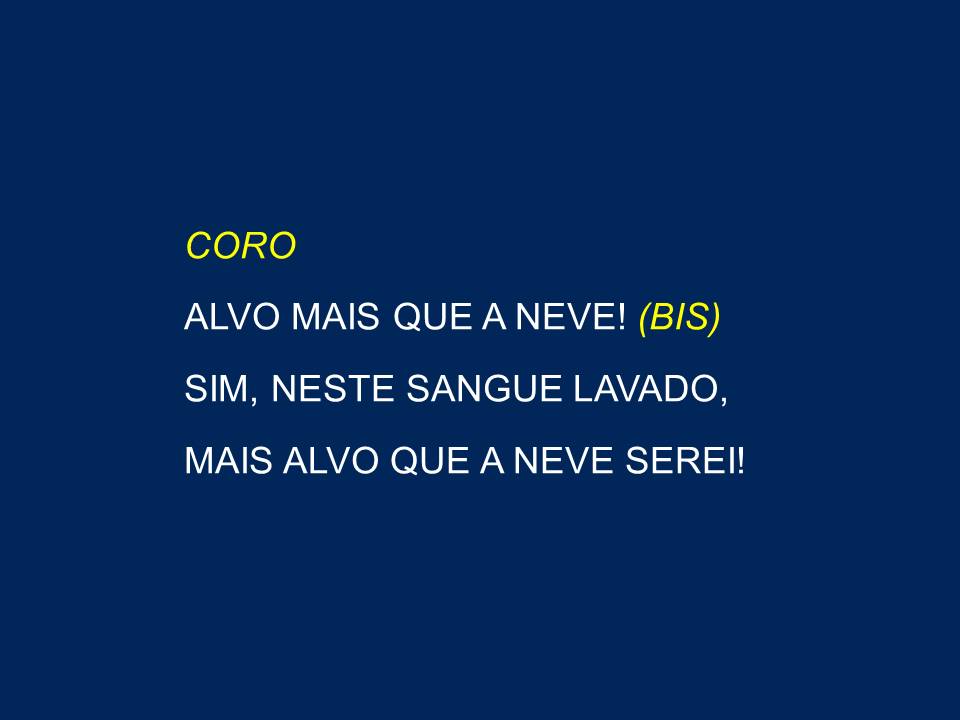 CORO
ALVO MAIS QUE A NEVE! (BIS)
SIM, NESTE SANGUE LAVADO,
MAIS ALVO QUE A NEVE SEREI!